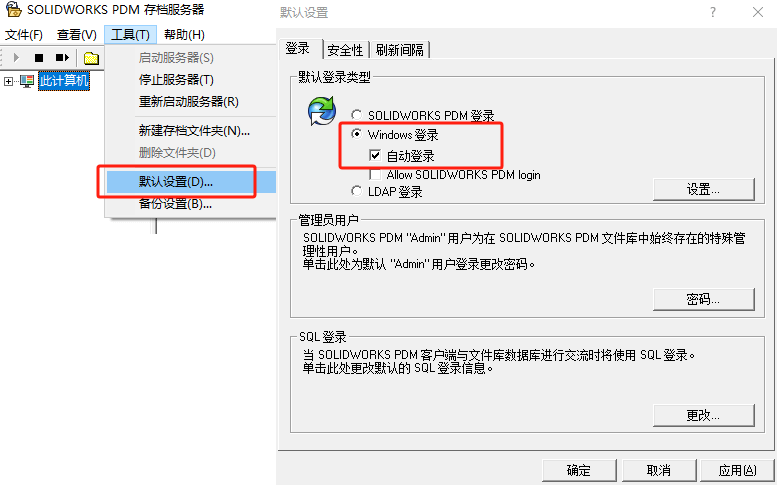 SOLIDWORKS PDM 存档服务器
文件(F) 查看(V) 工具(T) 帮助(H)
此计算机
启动服务器(S)
停止服务器(T)
重新启动服务器(R)
新建存档文件夹(N)...
删除文件夹(D)
默认设置(D)...
备份设置(B)...
默认设置
登录 安全性 刷新间隔
默认登录类型
SOLIDWORKS PDM 登录
Windows 登录
自动登录
Allow SOLIDWORKS PDM login
LDAP 登录
设置...
管理员用户
SOLIDWORKS PDM "Admin" 用户为在 SOLIDWORKS PDM 文件库中始终存在的特殊管
理性用户。
单击此处为默认 "Admin" 用户登录更改密码。
密码...
SQL 登录
当 SOLIDWORKS PDM 客户端与文件库数据库进行交流时将使用 SQL 登录。
单击此处更改默认的 SQL 登录信息。
更改...
确定 取消 应用(A)